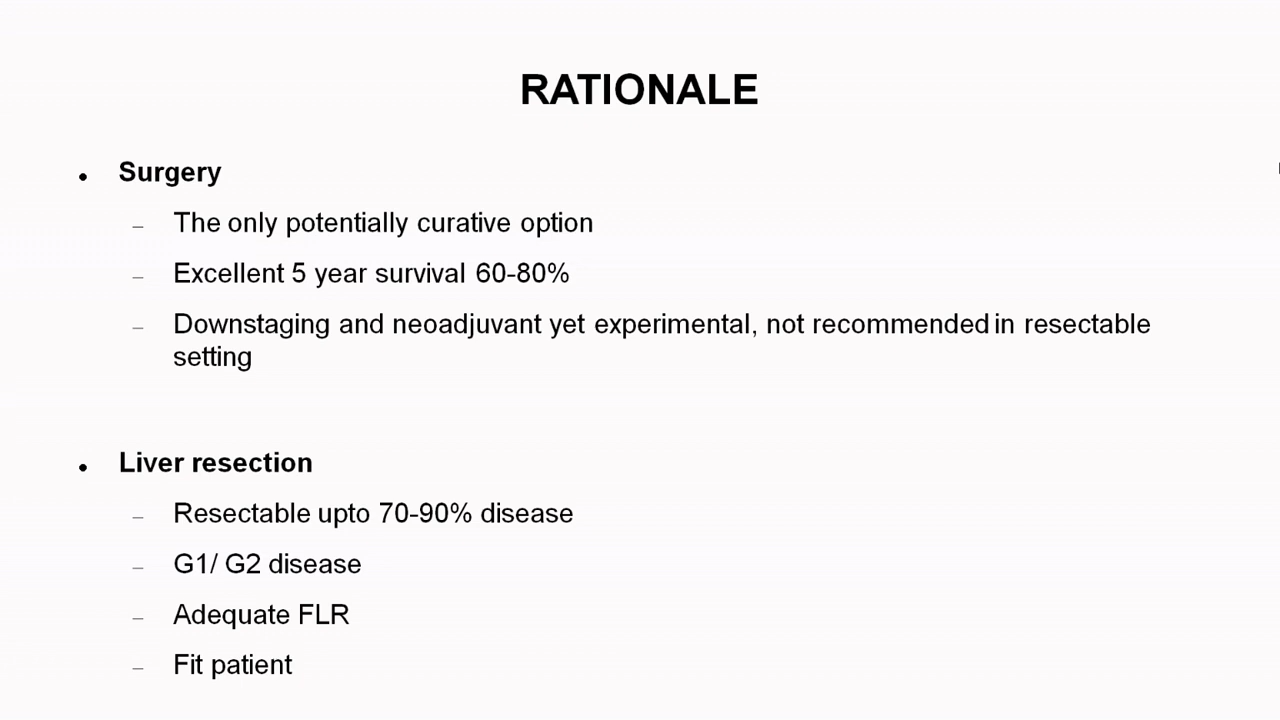 RATIONALE
• Surgery
– The only potentially curative option
– Excellent 5 year survival 60-80%
– Downstaging and neoadjuvant yet experimental, not recommended in resectable
setting
• Liver resection
– Resectable upto 70-90% disease
– G1/ G2 disease
– Adequate FLR
– Fit patient